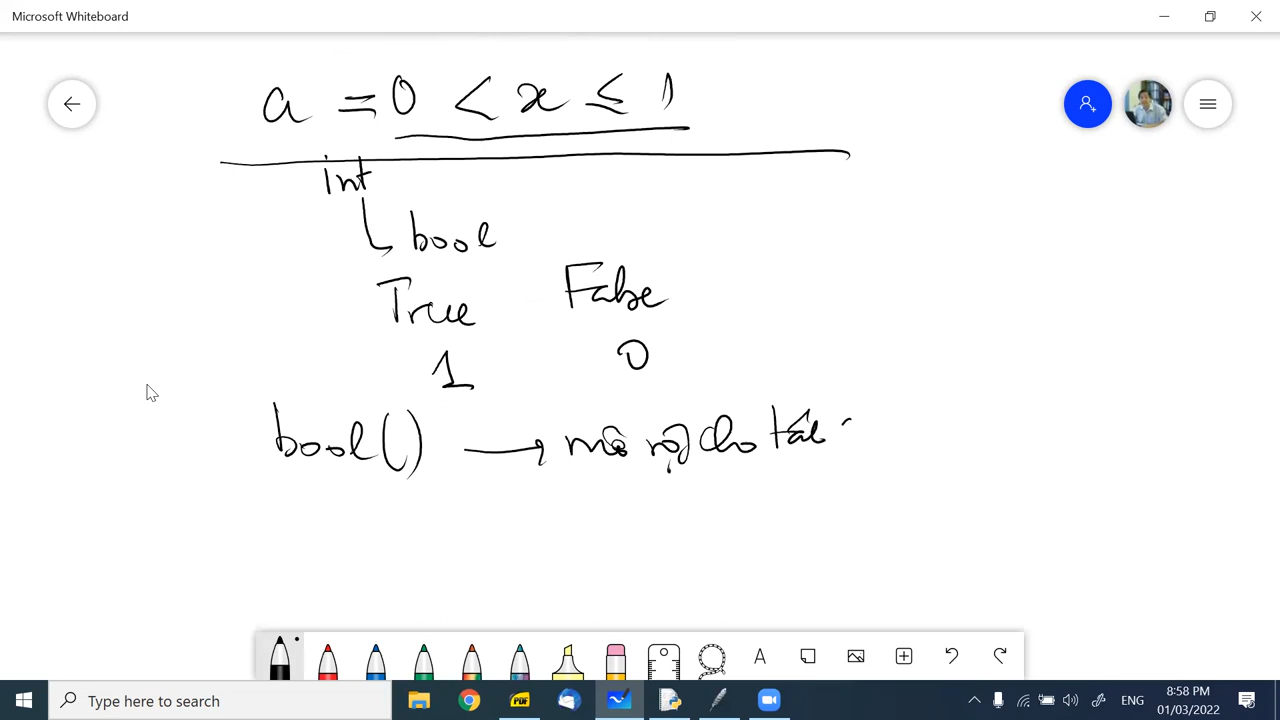 Microsoft Whiteboard
a = 0 < x ≤ 1
int
bool
True False
1 0
bool() → mở rộng cho tất
Type here to search
PDF
ENG
8:58 PM
01/03/2022